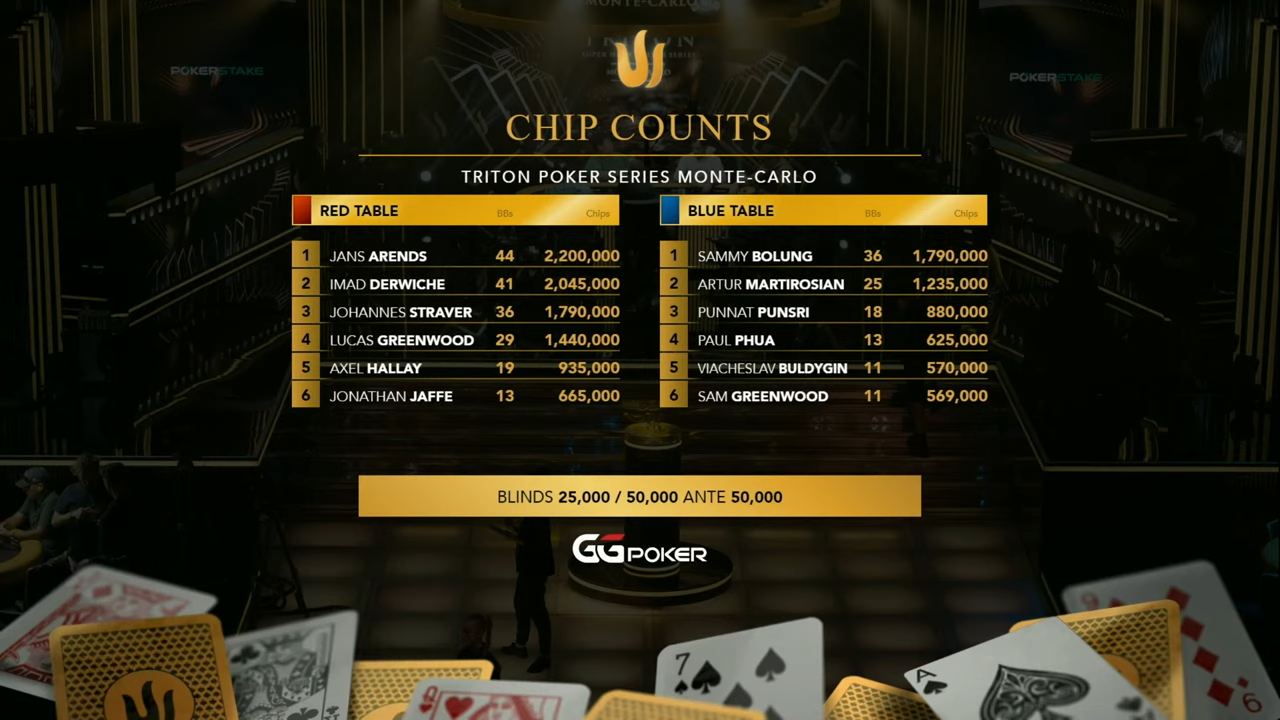 MONTE-CARLO
POKERSTAKE
POKERSTAKE
CHIP COUNTS
TRITON POKER SERIES MONTE-CARLO
RED TABLE BBs Chips
1 JANS ARENDS 44 2,200,000
2 IMAD DERWICHE 41 2,045,000
3 JOHANNES STRAVER 36 1,790,000
4 LUCAS GREENWOOD 29 1,440,000
5 AXEL HALLAY 19 935,000
6 JONATHAN JAFFE 13 665,000
BLUE TABLE BBs Chips
1 SAMMY BOLUNG 36 1,790,000
2 ARTUR MARTIROSIAN 25 1,235,000
3 PUNNAT PUNSRI 18 880,000
4 PAUL PHUA 13 625,000
5 VIACHESLAV BULDYGIN 11 570,000
6 SAM GREENWOOD 11 569,000
BLINDS 25,000 / 50,000 ANTE 50,000
GGPOKER
7
A
Q
9
9